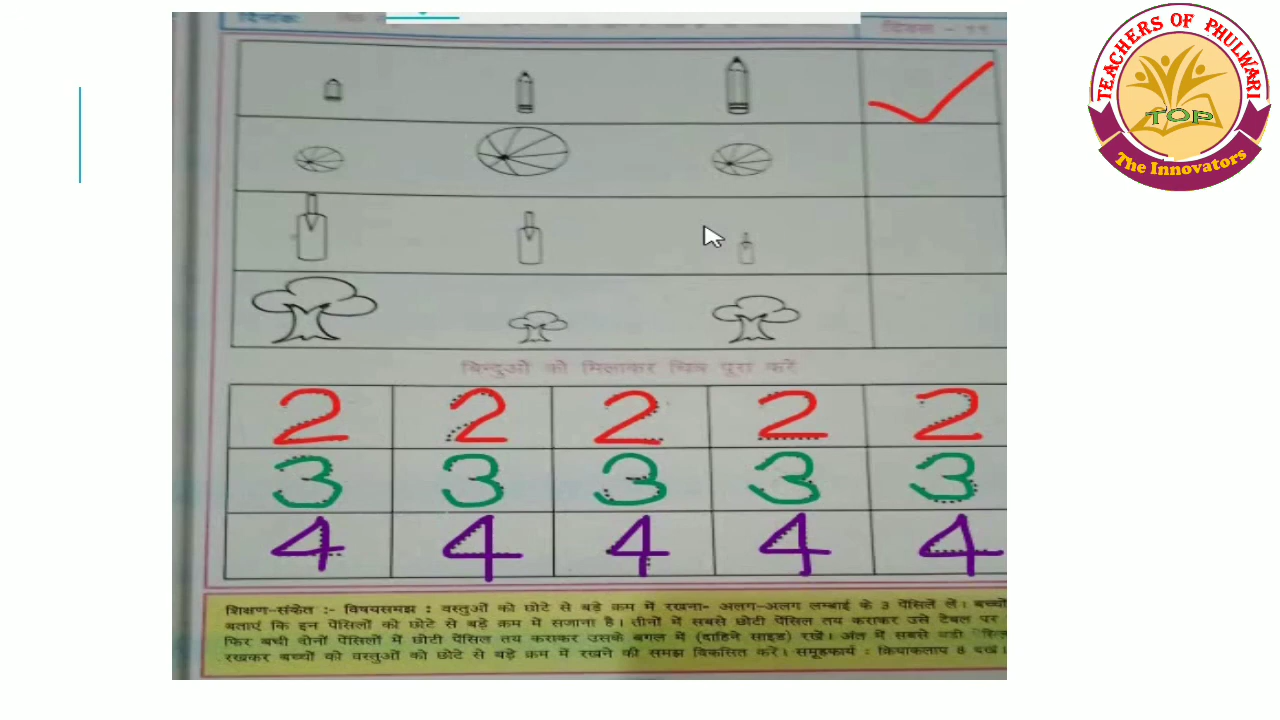 दिनांकः
दिवस - ११
TEACHERS OF PHULWARI
TOP
The Innovators
बिन्दुओं को मिलाकर चित्र पूरा करें
2 2 2 2 2
3 3 3 3 3
4 4 4 4 4
शिक्षण-संकेत :- विषयसमझ : वस्तुओं को छोटे से बड़े क्रम में रखना- अलग-अलग लम्बाई के 3 पेंसिलें लें। बच्चों
बताएं कि इन पेंसिलों को छोटे से बड़े क्रम में सजाना है। तीनों में सबसे छोटी पेंसिल तय कराकर उसे टेबल पर
फिर बची दोनों पेंसिलों में छोटी पेंसिल तय कराकर उसके बगल में (दाहिने साइड) रखें। अंत में सबसे बड़ी
रखकर बच्चों की वस्तुओं को छोटे से बड़े क्रम में रखने की समझ विकसित करें। समूहकार्य : क्रियाकलाप 8 देखें।